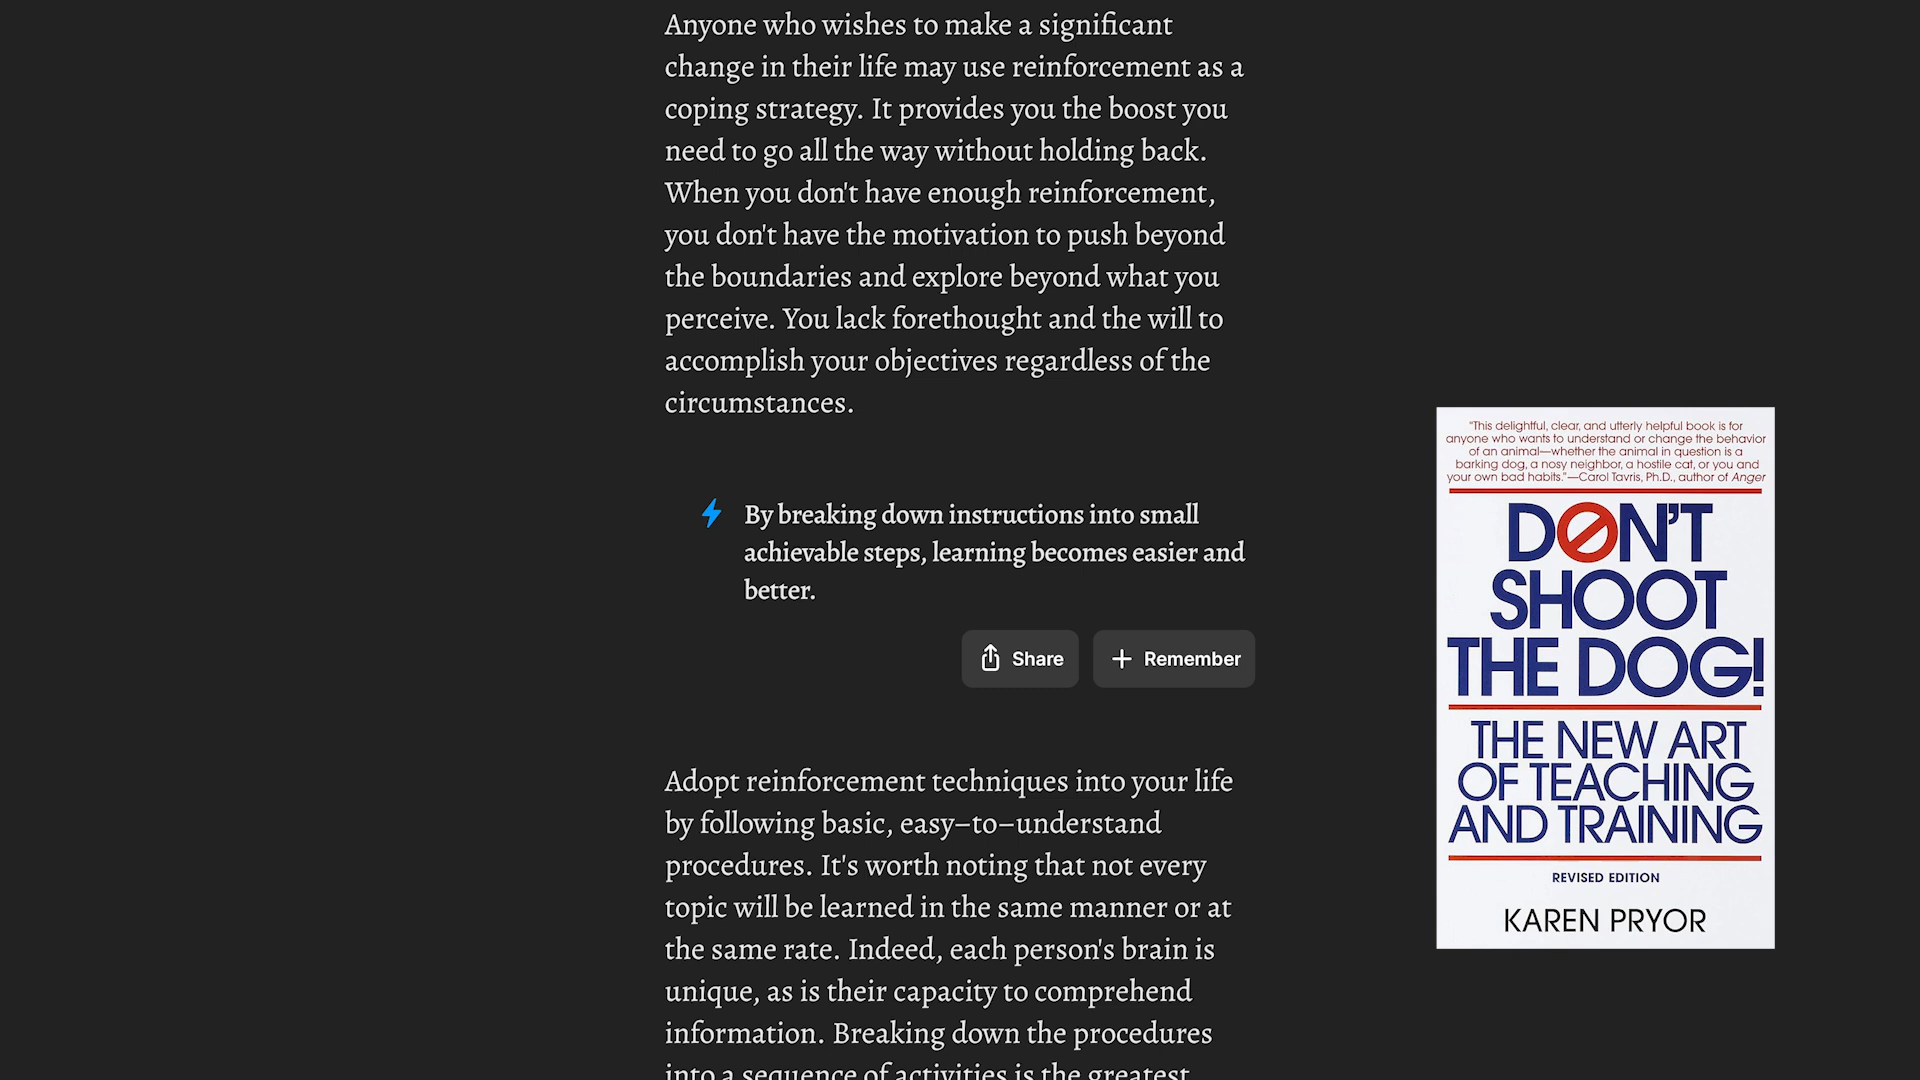 Anyone who wishes to make a significant
change in their life may use reinforcement as a
coping strategy. It provides you the boost you
need to go all the way without holding back.
When you don't have enough reinforcement,
you don't have the motivation to push beyond
the boundaries and explore beyond what you
perceive. You lack forethought and the will to
accomplish your objectives regardless of the
circumstances.
By breaking down instructions into small
achievable steps, learning becomes easier and
better.
Share
Remember
Adopt reinforcement techniques into your life
by following basic, easy–to–understand
procedures. It's worth noting that not every
topic will be learned in the same manner or at
the same rate. Indeed, each person's brain is
unique, as is their capacity to comprehend
information. Breaking down the procedures
into a sequence of activities is the greatest
"This delightful, clear, and utterly helpful book is for
anyone who wants to understand or change the behavior
of an animal—whether the animal in question is a
barking dog, a nosy neighbor, a hostile cat, or you and
your own bad habits."—Carol Tavris, Ph.D., author of Anger
DON'T
SHOOT
THE DOG!
THE NEW ART
OF TEACHING
AND TRAINING
REVISED EDITION
KAREN PRYOR